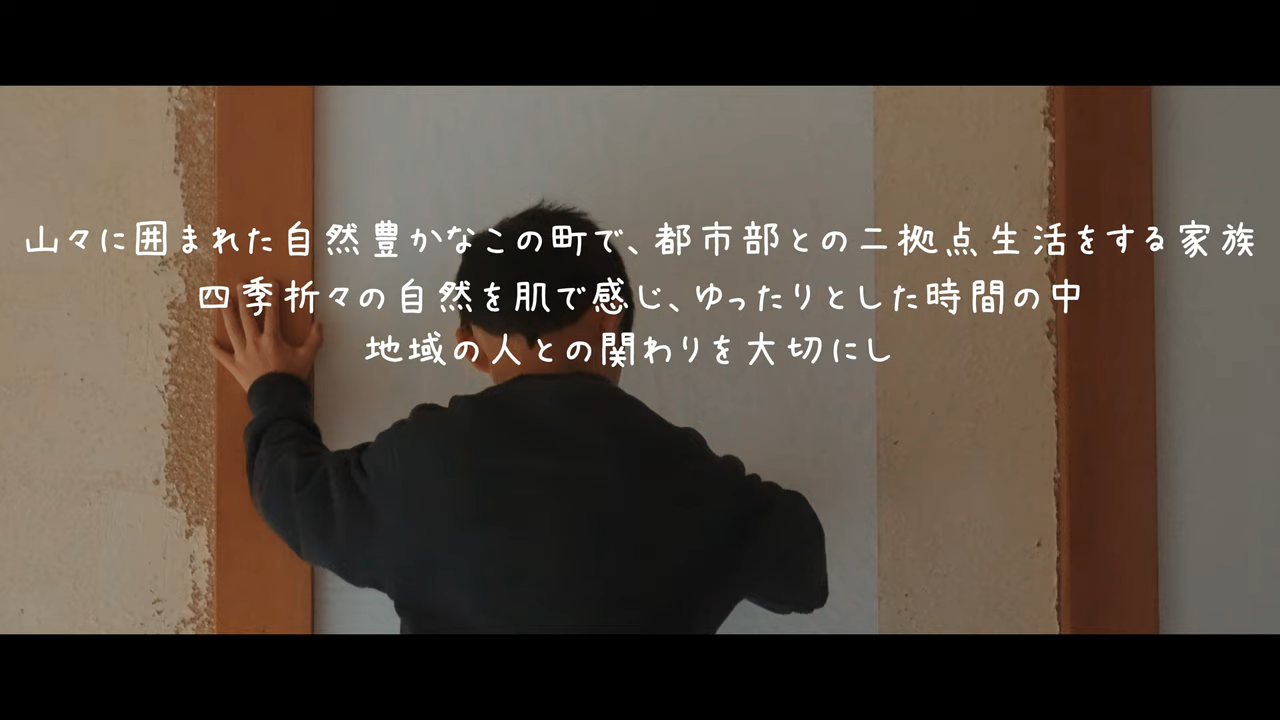 山々に囲まれた自然豊かなこの町で、都市部との二拠点生活をする家族
四季折々の自然を肌で感じ、ゆったりとした時間の中
地域の人との関わりを大切にし